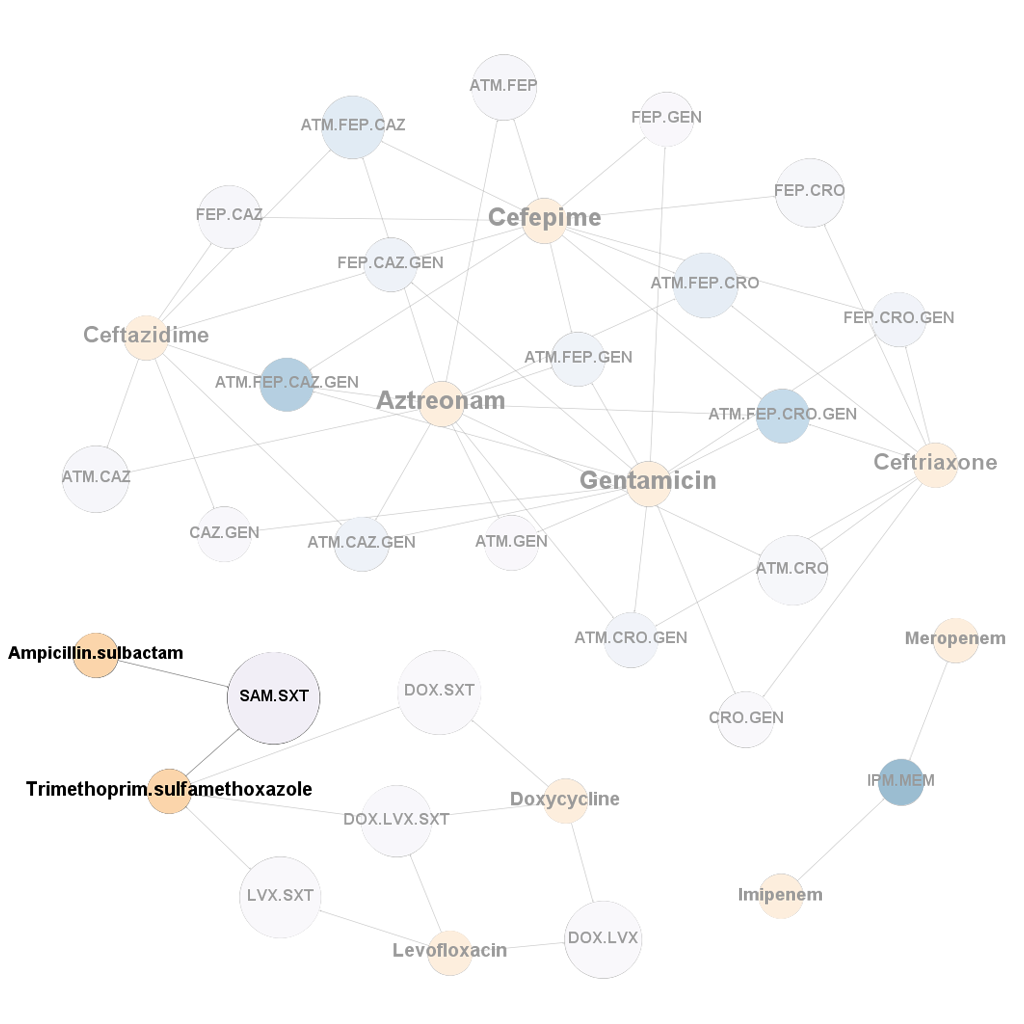 ATM.FEP
FEP.GEN
ATM.FEP.CAZ
FEP.CRO
FEP.CAZ
Cefepime
FEP.CAZ.GEN
ATM.FEP.CRO
FEP.CRO.GEN
Ceftazidime
ATM.FEP.GEN
ATM.FEP.CAZ.GEN
Aztreonam
ATM.FEP.CRO.GEN
Ceftriaxone
ATM.CAZ
Gentamicin
CAZ.GEN
ATM.CAZ.GEN
ATM.GEN
ATM.CRO
ATM.CRO.GEN
Meropenem
Ampicillin.sulbactam
SAM.SXT
DOX.SXT
CRO.GEN
IPM.MEM
Trimethoprim.sulfamethoxazole
Doxycycline
DOX.LVX.SXT
LVX.SXT
Imipenem
DOX.LVX
Levofloxacin